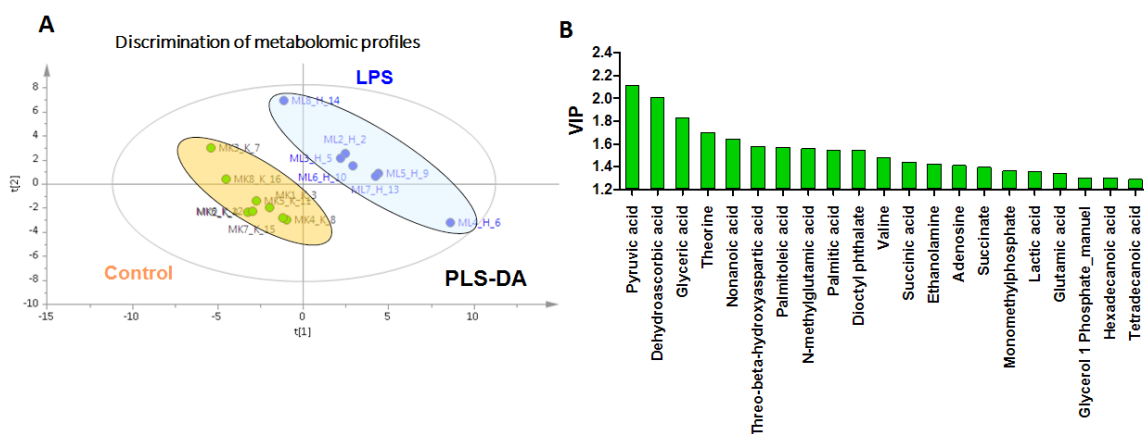 A
Discrimination of metabolomic profiles
LPS
8
6
4
2
0
-2
-4
-6
-8
-10
t[2]
ML8_H_14
ML2_H_2
ML3_H_5
ML5_H_9
ML6_H_10
ML7_H_13
ML4_H_6
MK3_K_7
MK8_K_16
MK1_K_3
MK5_K_11
MK4_K_8
MK7_K_15
Control
PLS-DA
-15
-10
-5
0
5
10
15
t[1]
B
VIP
2.4
2.2
2.0
1.8
1.6
1.4
1.2
Pyruvic acid
Dehydroascorbic acid
Glyceric acid
Theorine
Nonanoic acid
Threo-beta-hydroxyaspartic acid
Palmitoleic acid
N-methylglutamic acid
Palmitic acid
Dioctyl phthalate
Valine
Succinic acid
Ethanolamine
Adenosine
Succinate
Monomethylphosphate
Lactic acid
Glutamic acid
Glycerol 1 Phosphate_manuel
Hexadecanoic acid
Tetredecanoic acid